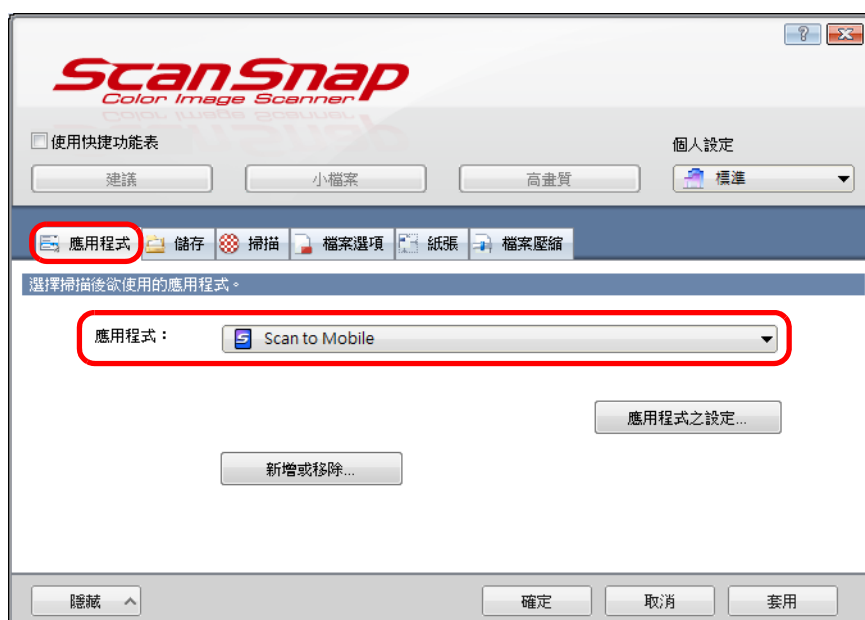 ScanSnap
Color Image Scanner
使用快捷功能表
個人設定
建議 小檔案 高畫質 標準
應用程式 儲存 掃描 檔案選項 紙張 檔案壓縮
選擇掃描後欲使用的應用程式。
應用程式： Scan to Mobile
應用程式之設定...
新增或移除...
隱藏 確定 取消 套用